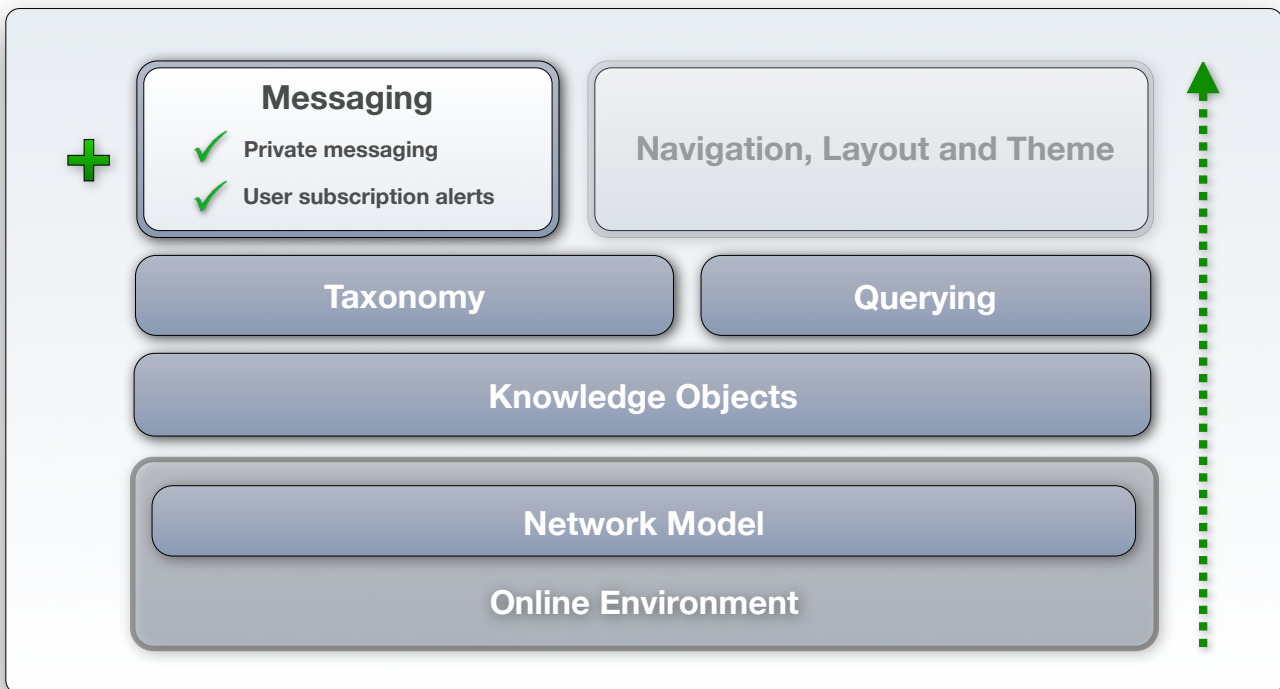 Messaging
Private messaging
User subscription alerts
Navigation, Layout and Theme
Taxonomy
Querying
Knowledge Objects
Network Model
Online Environment